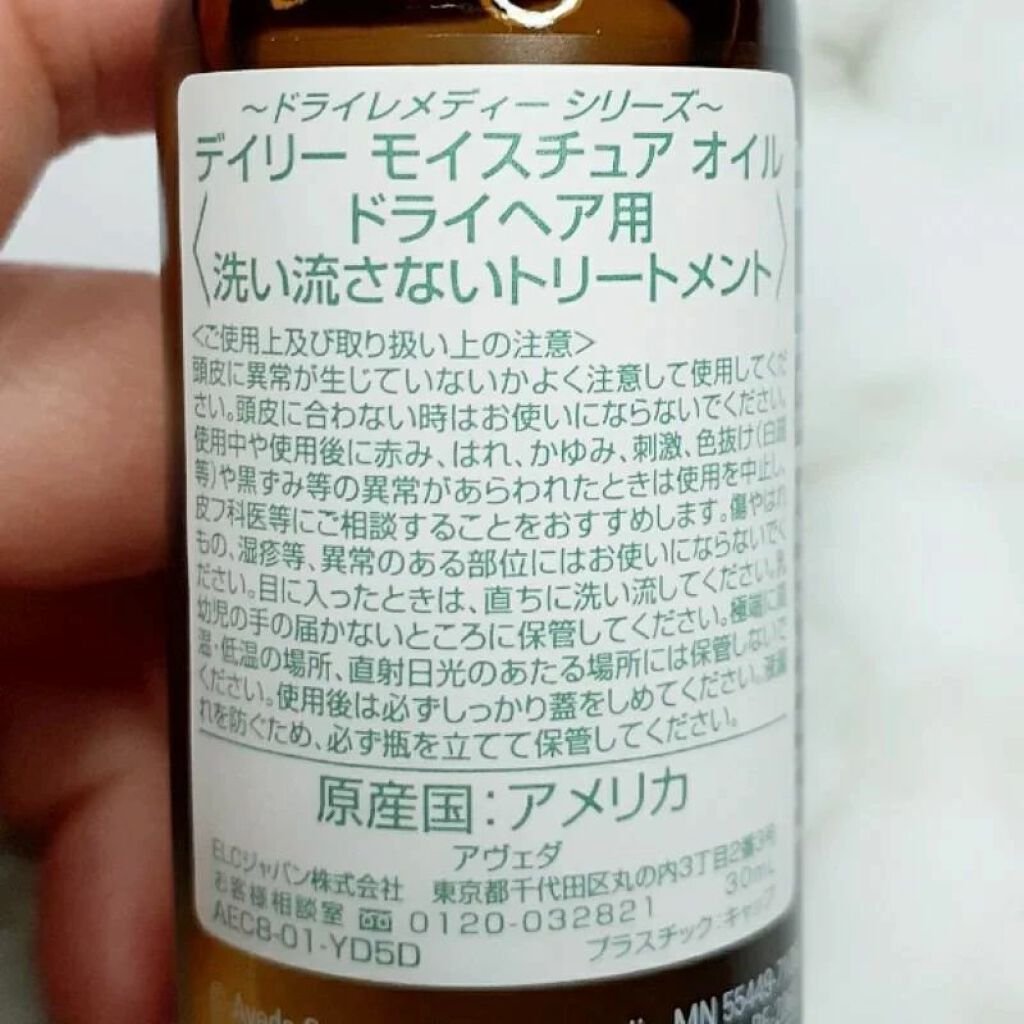 ~ドライレメディー シリーズ~
デイリー モイスチュア オイル
〈ドライヘア用
洗い流さないトリートメント〉
<ご使用上及び取り扱い上の注意>
頭皮に異常が生じていないかよく注意して使用してくだ
さい。頭皮に合わない時はお使いにならないでください。
使用中や使用後に赤み、はれ、かゆみ、刺激、色抜け(白斑
等)や黒ずみ等の異常があらわれたときは使用を中止し、
皮フ科医等にご相談することをおすすめします。傷やはれ
もの、湿疹等、異常のある部位にはお使いにならないでく
ださい。目に入ったときは、直ちに洗い流してください。乳
幼児の手の届かないところに保管してください。極端に高
温・低温の場所、直射日光のあたる場所には保管しないで
ください。使用後は必ずしっかり蓋をしめてください。液漏
れを防ぐため、必ず瓶を立てて保管してください。
原産国:アメリカ
アヴェダ
ELCジャパン株式会社 東京都千代田区丸の内3丁目2番3号
お客様相談室 0120-032821 30mL
AEC8-01-YD5D プラスチック:キャップ
Aveda MN 55449